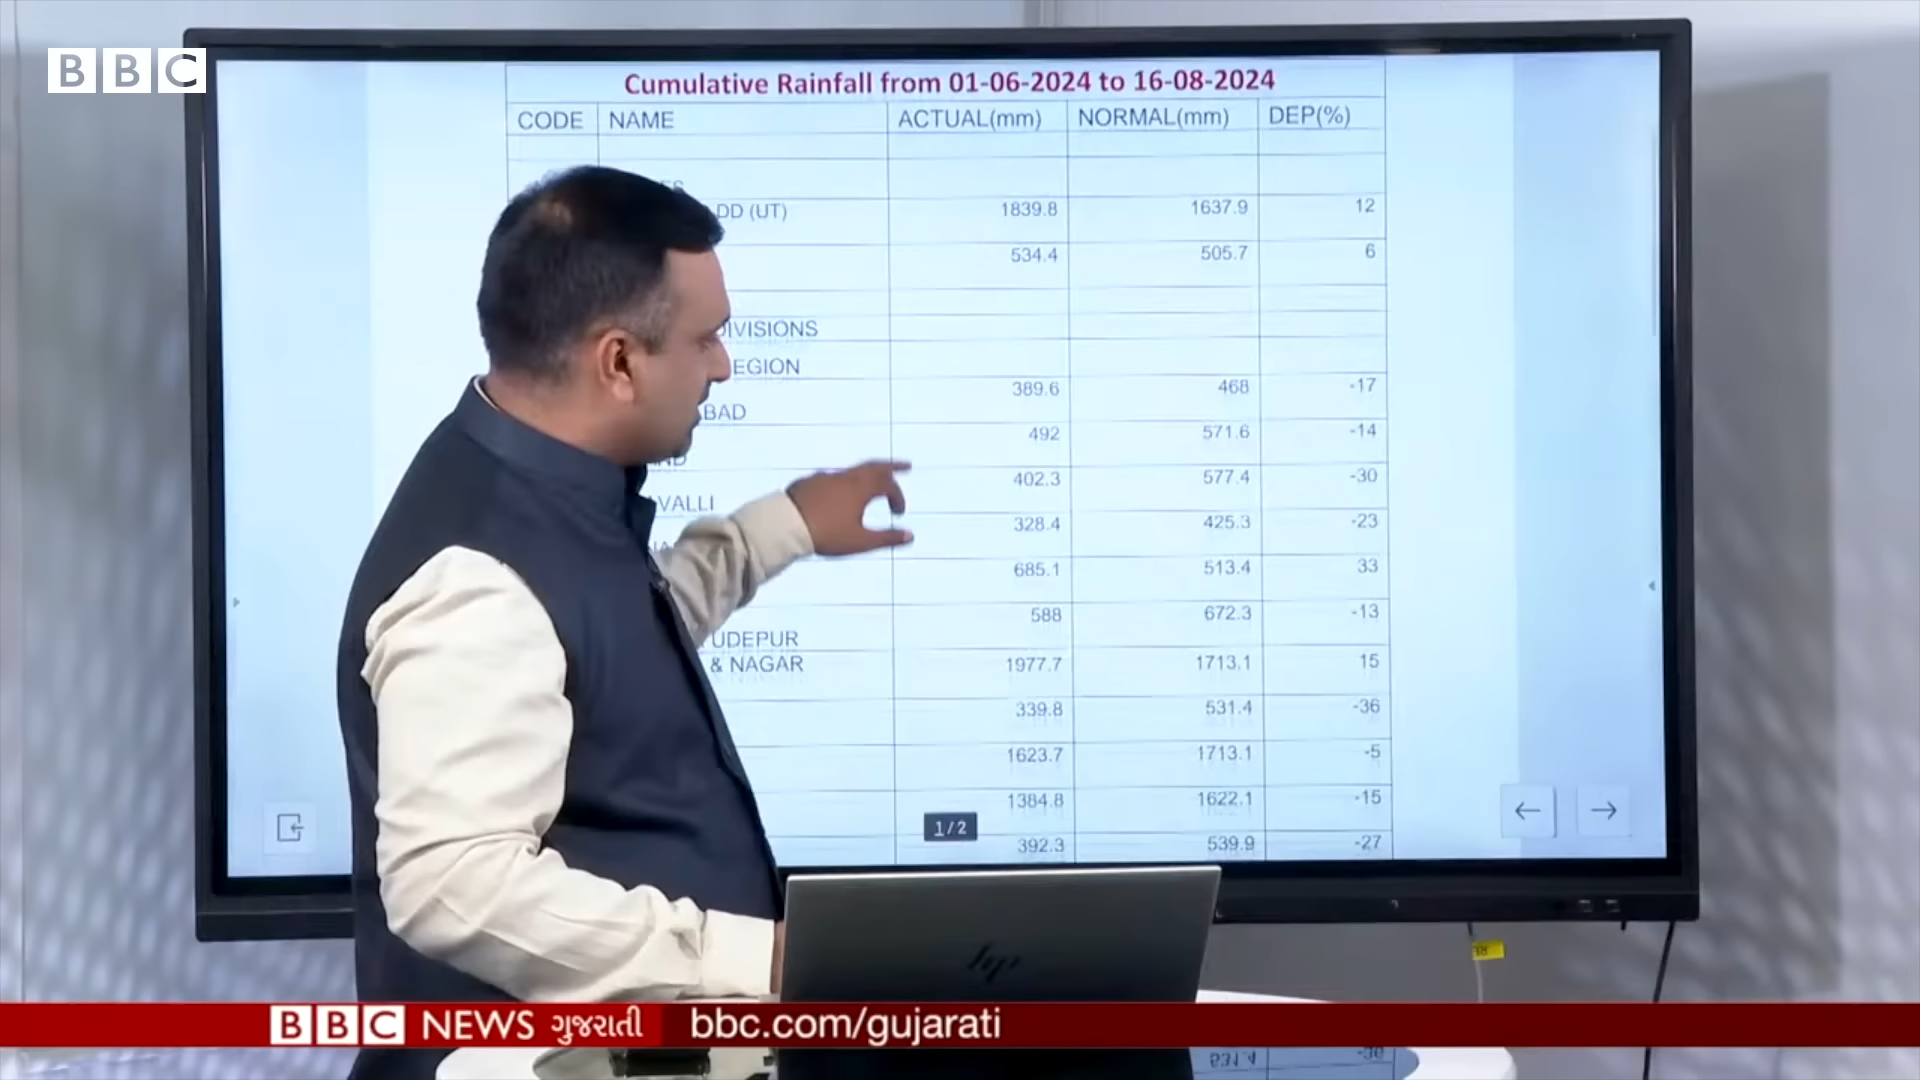 BBC
Cumulative Rainfall from 01-06-2024 to 16-08-2024
CODE NAME ACTUAL(mm) NORMAL(mm) DEP(%)
DD (UT) 1839.8 1637.9 12
534.4 505.7 6
DIVISIONS
EGION
389.6 468 -17
BAD
492 571.6 -14
402.3 577.4 -30
VALLI
328.4 425.3 -23
685.1 513.4 33
588 672.3 -13
UDEPUR
& NAGAR 1977.7 1713.1 15
339.8 531.4 -36
1623.7 1713.1 -5
1384.8 1622.1 -15
1/2
392.3 539.9 -27
hp
BBC NEWS ગુજરાતી bbc.com/gujarati
531.4 -36